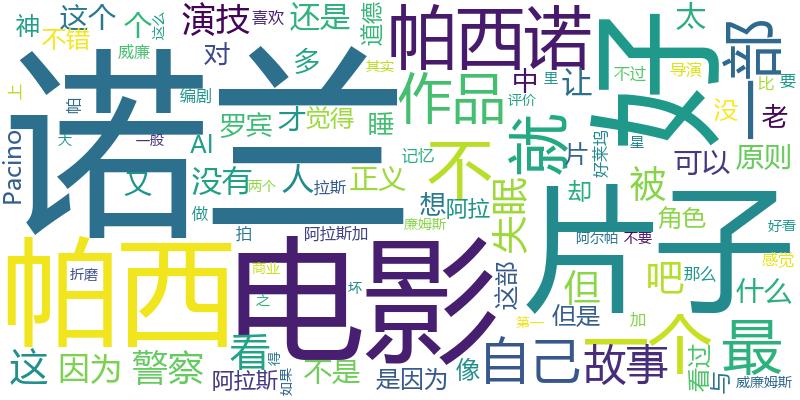 神
这个
个
这么
演技
喜欢
还是
道德
帕西诺
好
太
一部
不错
威廉
对
多
其实
作品
中
里
让
不过
导演
比
要
上
诺兰
编剧
帕
罗宾
才
觉得
睡
评价
没
老
Pacino
天
一般
AI
记忆
不
就
片
好莱坞
星
可以
原则
又
没有
人
拉斯
正义
两个
想
阿拉
失眠
却
被
做
廉姆斯
片子
角色
拍
阿拉斯加
阿尔帕
不要
好看
帕西
电影
折磨
商业
坏
之
这部
但
吧
那么
感觉
什么
第一
但是
加
一个
最
这
因为
警察
看
得
阿拉斯
如果
不是
是因为
像
自己
故事
看过
与
威廉姆斯